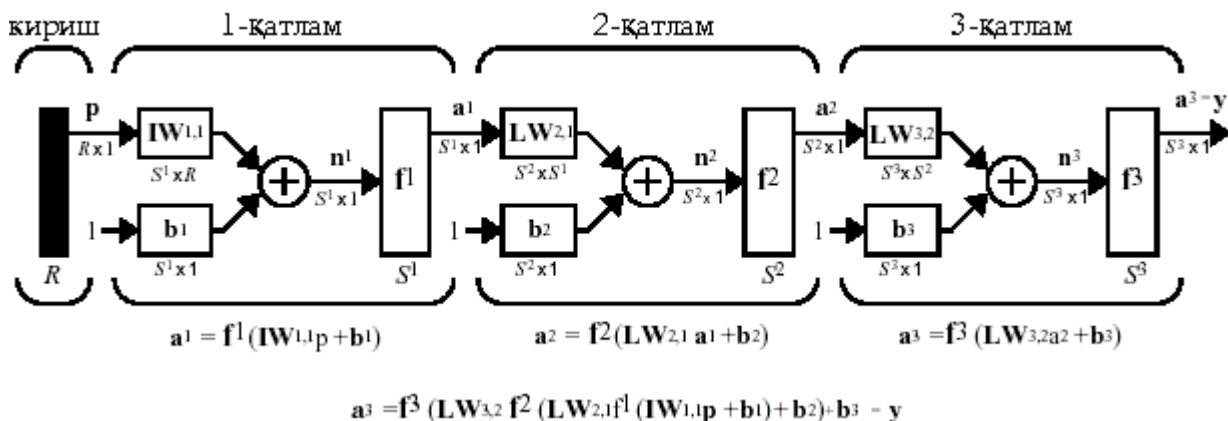 кириш 1-қатлам 2-қатлам 3-қатлам
p a¹ a² a³ - y
IW1,1 LW2,1 LW3,2
R x 1 S¹ x 1 S² x 1 S³ x 1
S¹ x R n¹ S² x S¹ n² S³ x S² n³
+ f¹ + f² + f³
S¹ x 1 S² x 1 S³ x 1
1 b1 1 b2 1 b3
S¹ x 1 S² x 1 S³ x 1
R S¹ S² S³
a¹ = f¹(IW1,1p + b1) a² = f²(LW2,1 a1 + b2) a³ =f³ (LW3,2a2 + b3)
a³ =f³ (LW3,2 f² (LW2,1f¹ (IW1,1p + b1) + b2)+b3 - y